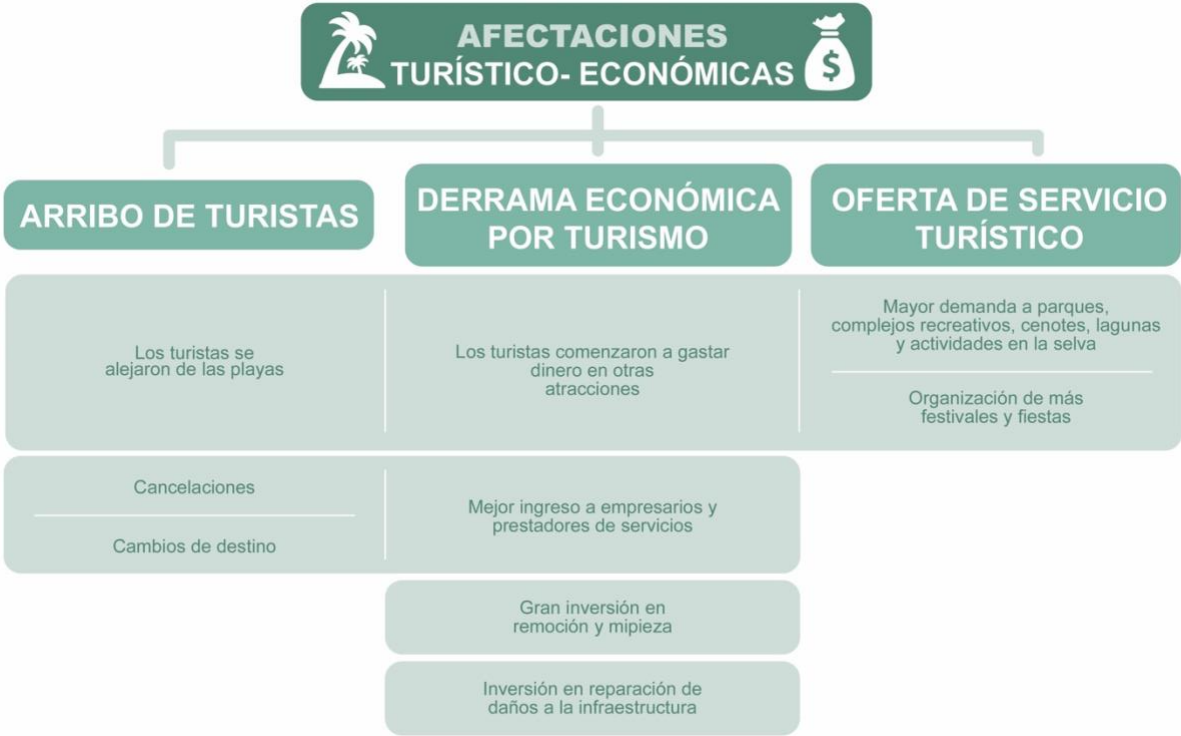 AFECTACIONES
TURÍSTICO- ECONÓMICAS
$
ARRIBO DE TURISTAS
DERRAMA ECONÓMICA
POR TURISMO
OFERTA DE SERVICIO
TURÍSTICO
Los turistas se
alejaron de las playas
Los turistas comenzaron a gastar
dinero en otras
atracciones
Mayor demanda a parques,
complejos recreativos, cenotes, lagunas
y actividades en la selva
Organización de más
festivales y fiestas
Cancelaciones
Cambios de destino
Mejor ingreso a empresarios y
prestadores de servicios
Gran inversión en
remoción y mipieza
Inversión en reparación de
daños a la infraestructura